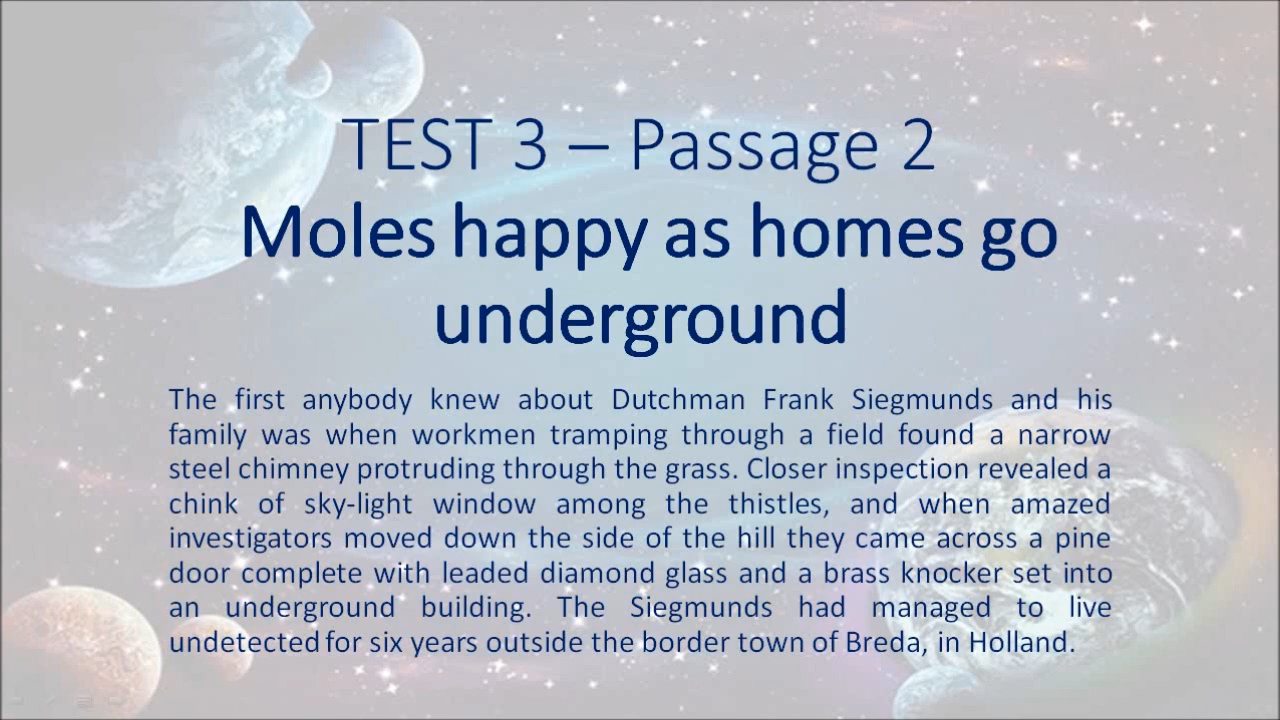 TEST 3 – Passage 2
Moles happy as homes go
underground
The first anybody knew about Dutchman Frank Siegmunds and his
family was when workmen tramping through a field found a narrow
steel chimney protruding through the grass. Closer inspection revealed a
chink of sky-light window among the thistles, and when amazed
investigators moved down the side of the hill they came across a pine
door complete with leaded diamond glass and a brass knocker set into
an underground building. The Siegmunds had managed to live
undetected for six years outside the border town of Breda, in Holland.